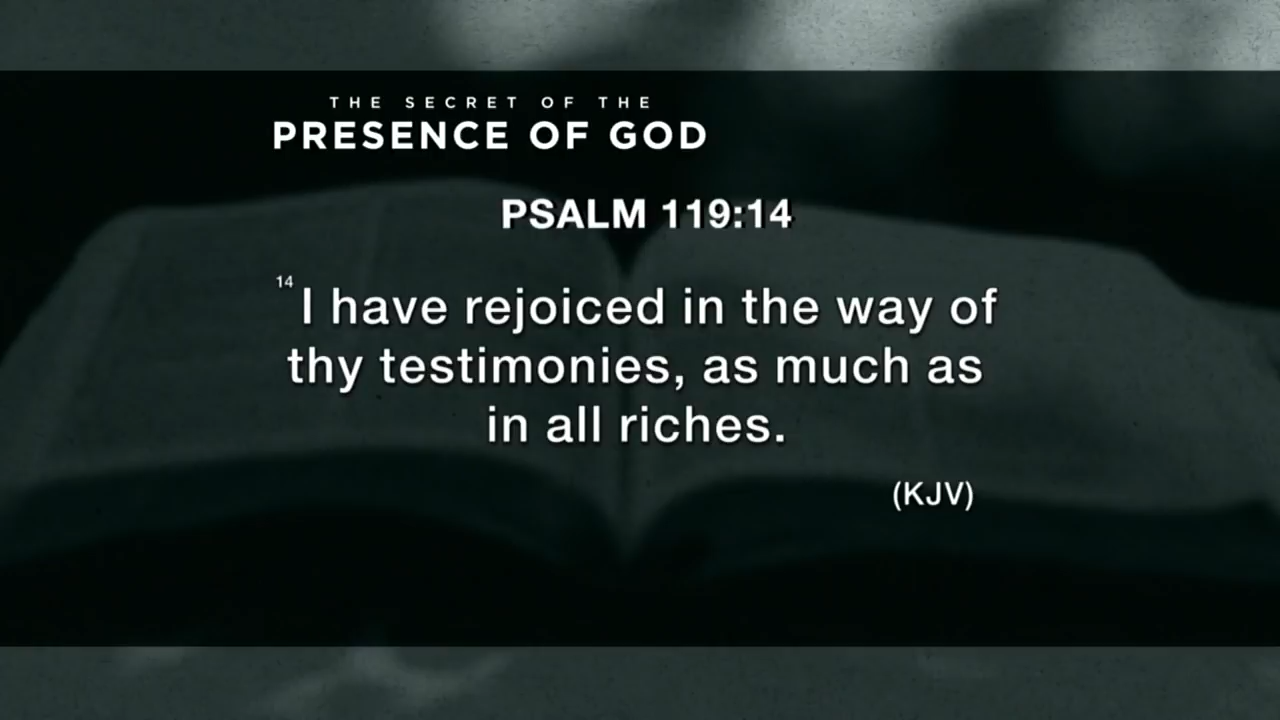 THE SECRET OF THE
PRESENCE OF GOD
PSALM 119:14
14 I have rejoiced in the way of
thy testimonies, as much as
in all riches.
(KJV)